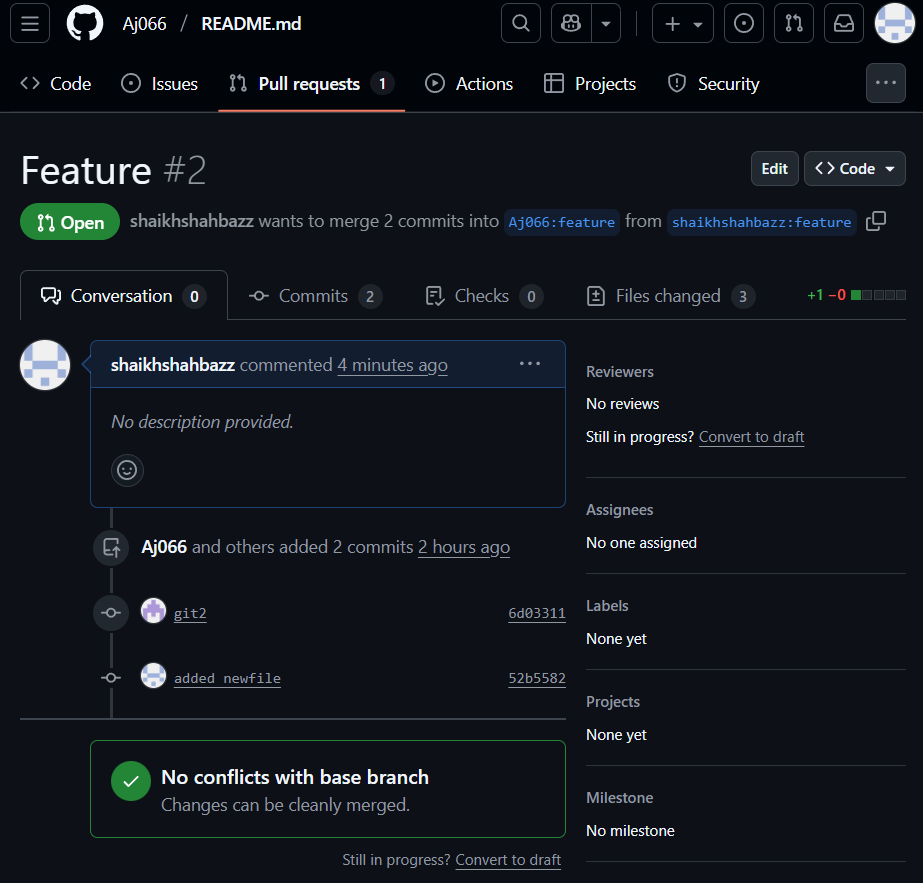 Aj066 / README.md
Code Issues Pull requests 1 Actions Projects Security
Feature #2
Edit Code
Open shaikhshahbazz wants to merge 2 commits into Aj066:feature from shaikhshahbazz:feature
Conversation 0 Commits 2 Checks 0 Files changed 3 +1 −0
shaikhshahbazz commented 4 minutes ago
No description provided.
Aj066 and others added 2 commits 2 hours ago
git2 6d03311
added newfile 52b5582
No conflicts with base branch
Changes can be cleanly merged.
Still in progress? Convert to draft
Reviewers
No reviews
Still in progress? Convert to draft
Assignees
No one assigned
Labels
None yet
Projects
None yet
Milestone
No milestone